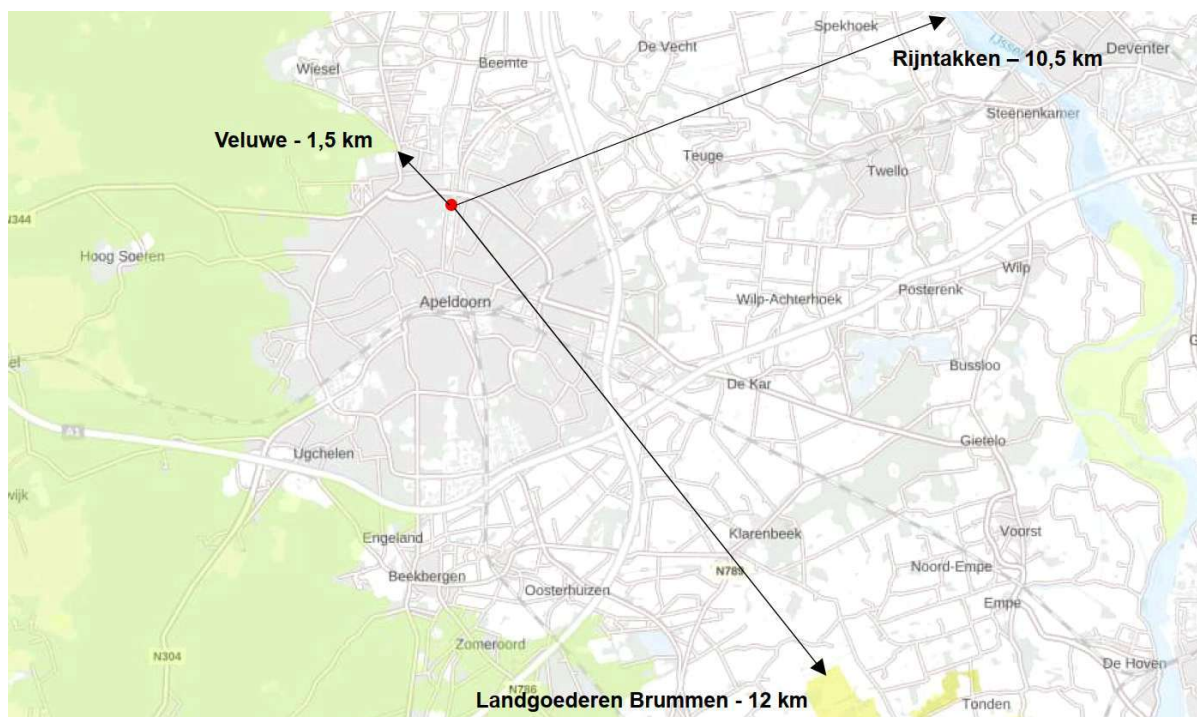 Spekhoek
De Vecht
IJssel
Deventer
Rijntakken – 10,5 km
Wiesel
Beemte
Steenenkamer
Veluwe - 1,5 km
Teuge
Twello
N344
Hoog Soeren
Wilp
Posterenk
Wilp-Achterhoek
Apeldoorn
Bussloo
De Kar
A1
Gietelo
Ugchelen
wijk
Klarenbeek
Voorst
Engeland
N789
Noord-Empe
Beekbergen
Oosterhuizen
Empe
Zomeroord
N304
De Hoven
N786
Landgoederen Brummen - 12 km
Tonden